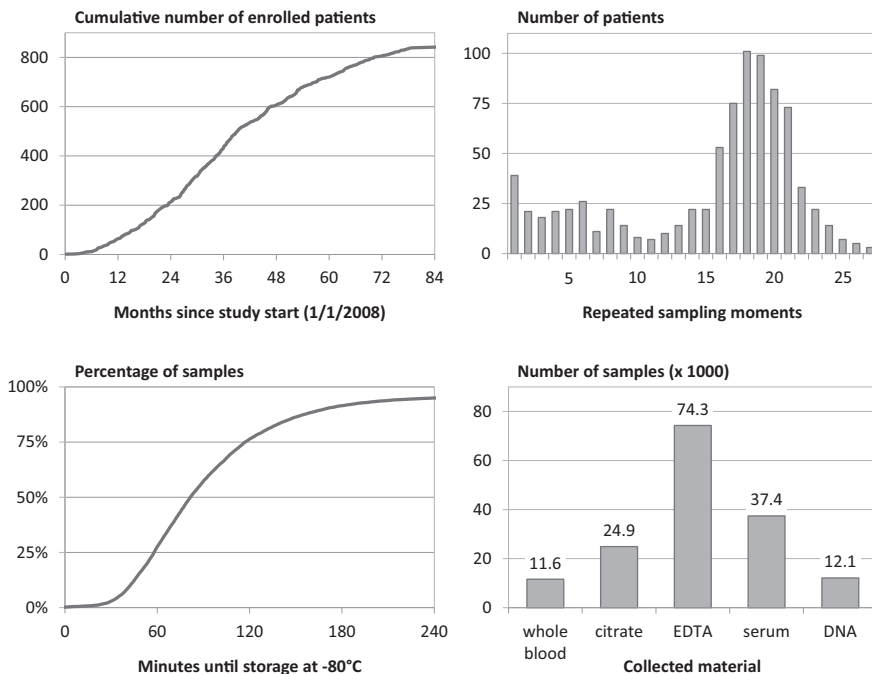 Cumulative number of enrolled patients
800
600
400
200
0
0 12 24 36 48 60 72 84
Months since study start (1/1/2008)
Number of patients
100
75
50
25
0
5 10 15 20 25
Repeated sampling moments
Percentage of samples
100%
75%
50%
25%
0%
0 60 120 180 240
Minutes until storage at -80°C
Number of samples (x 1000)
80
60
40
20
0
11.6 24.9 74.3 37.4 12.1
whole blood citrate EDTA serum DNA
Collected material